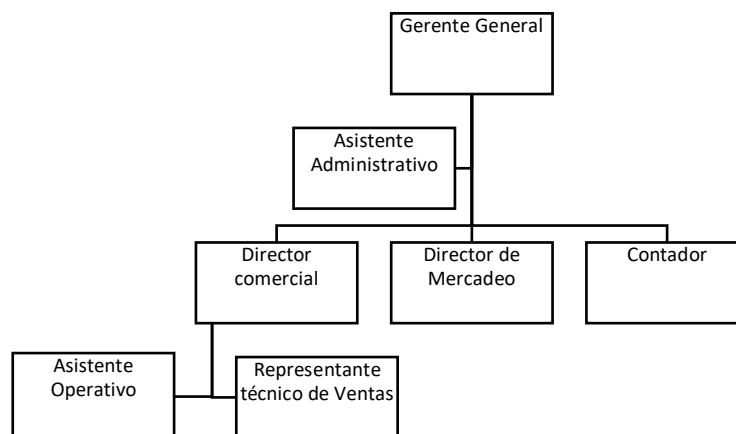 Gerente General
Asistente
Administrativo
Director
comercial
Director de
Mercadeo
Contador
Asistente
Operativo
Representante
técnico de Ventas